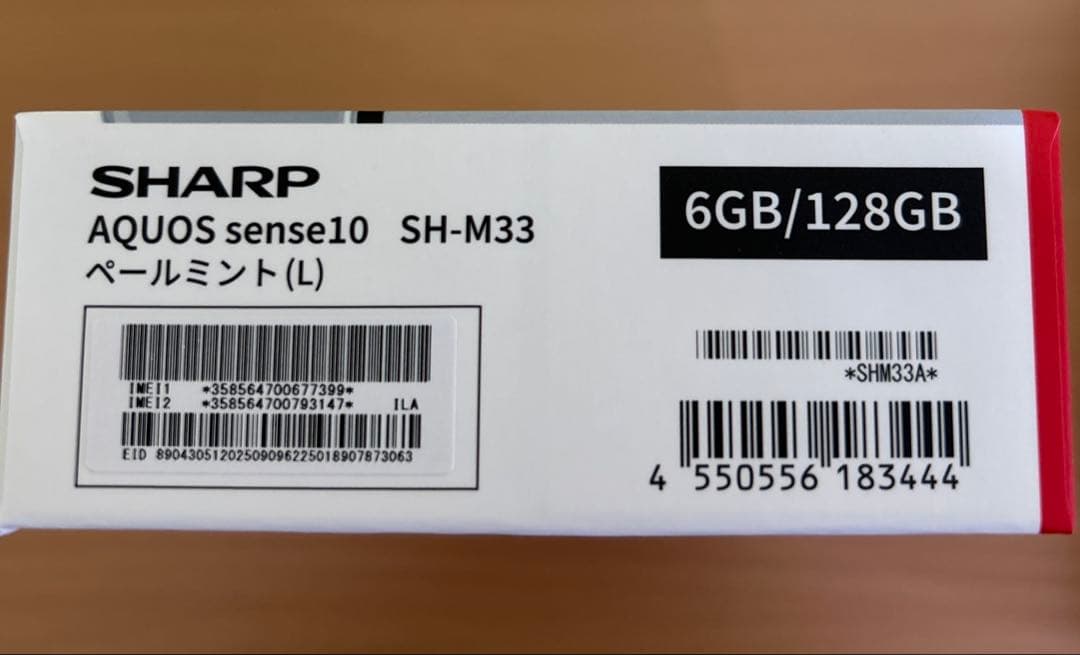 SHARP
AQUOS sense10 SH-M33
ペールミント(L)
6GB/128GB
IMEI1 *358564700677399*
IMEI2 *358564700793147* ILA
EID 89043051202509096225018907873063
*SHM33A*
4 550556 183444